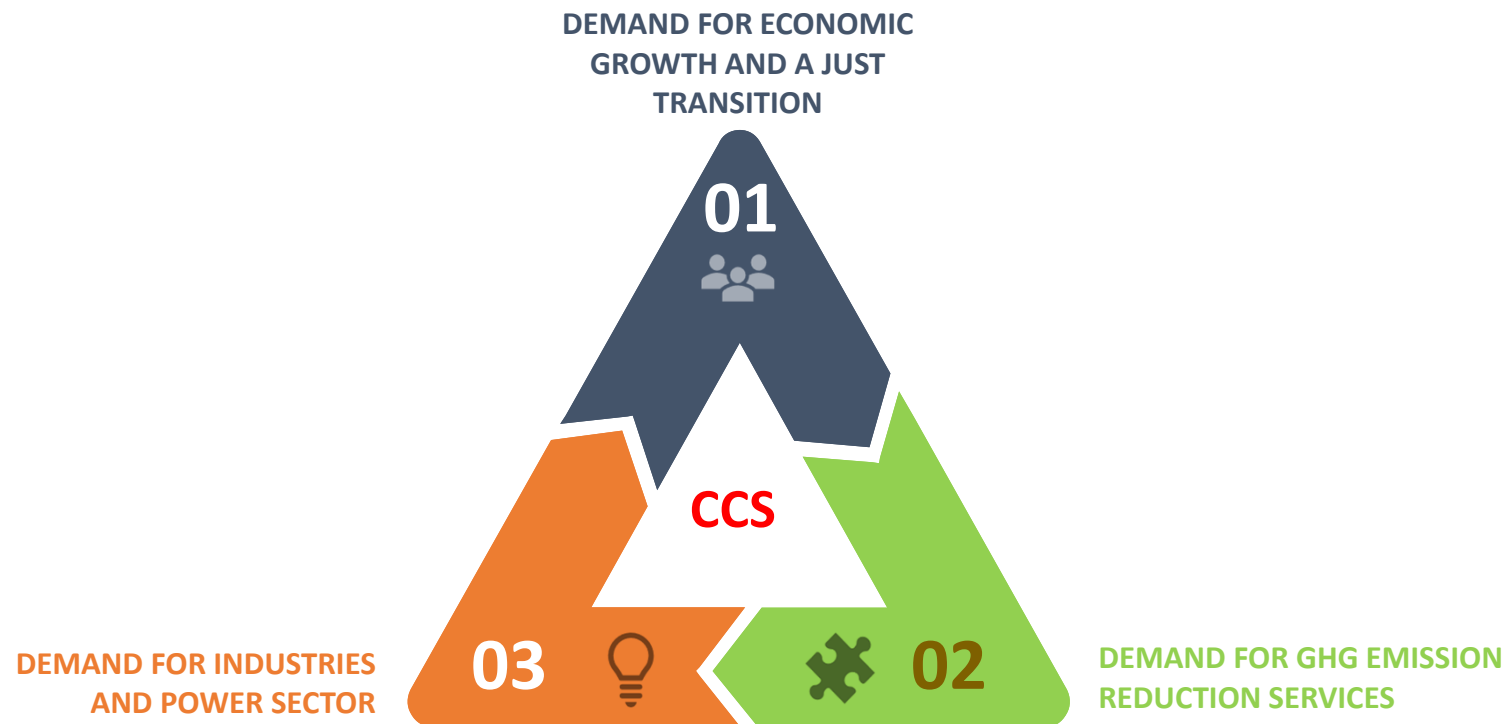 DEMAND FOR ECONOMIC
GROWTH AND A JUST
TRANSITION
01
CCS
DEMAND FOR INDUSTRIES
AND POWER SECTOR
03
02
DEMAND FOR GHG EMISSION
REDUCTION SERVICES